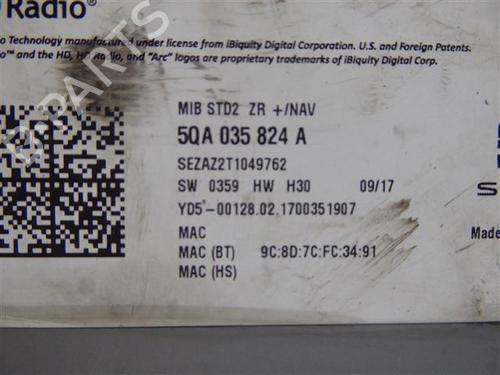 Radio®
Technology manufactured under license from iBiquity Digital Corporation. U.S. and Foreign Patents.
and the HD, HD Radio, and "Arc" logos are proprietary trademarks of iBiquity Digital Corp.
MIB STD2 ZR +/NAV
5QA 035 824 A
SEZAZ2T1049762
SW 0359 HW H30 09/17
YD5-00128.02.1700351907
MAC
MAC (BT) 9C:8D:7C:FC:34:91
MAC (HS)
Made
B-PARTS